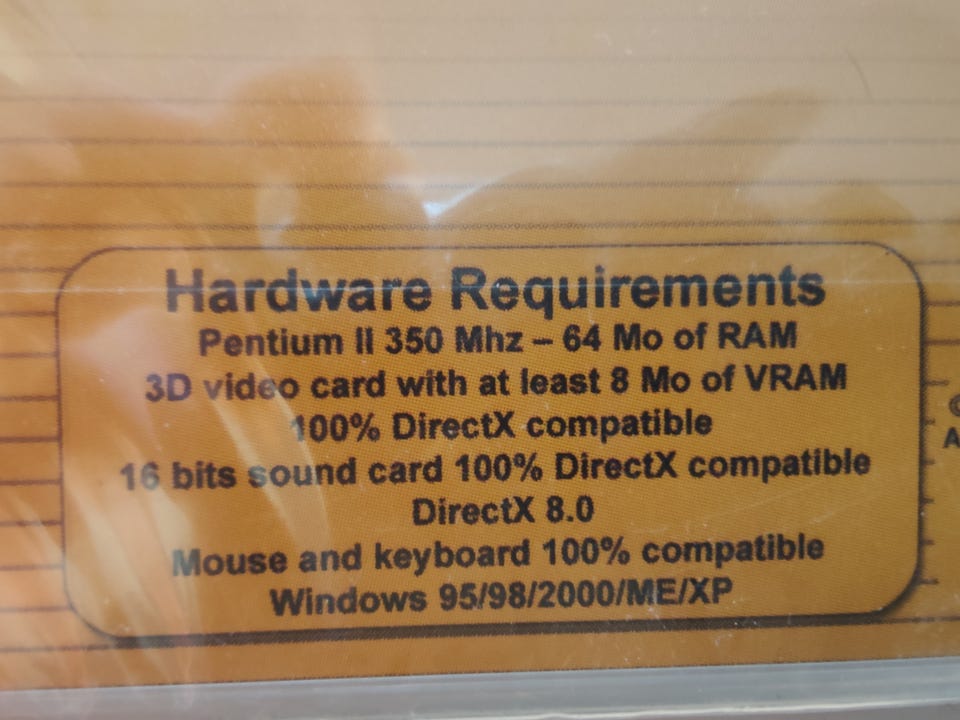 Hardware Requirements
Pentium II 350 Mhz – 64 Mo of RAM
3D video card with at least 8 Mo of VRAM
100% DirectX compatible
16 bits sound card 100% DirectX compatible
DirectX 8.0
Mouse and keyboard 100% compatible
Windows 95/98/2000/ME/XP